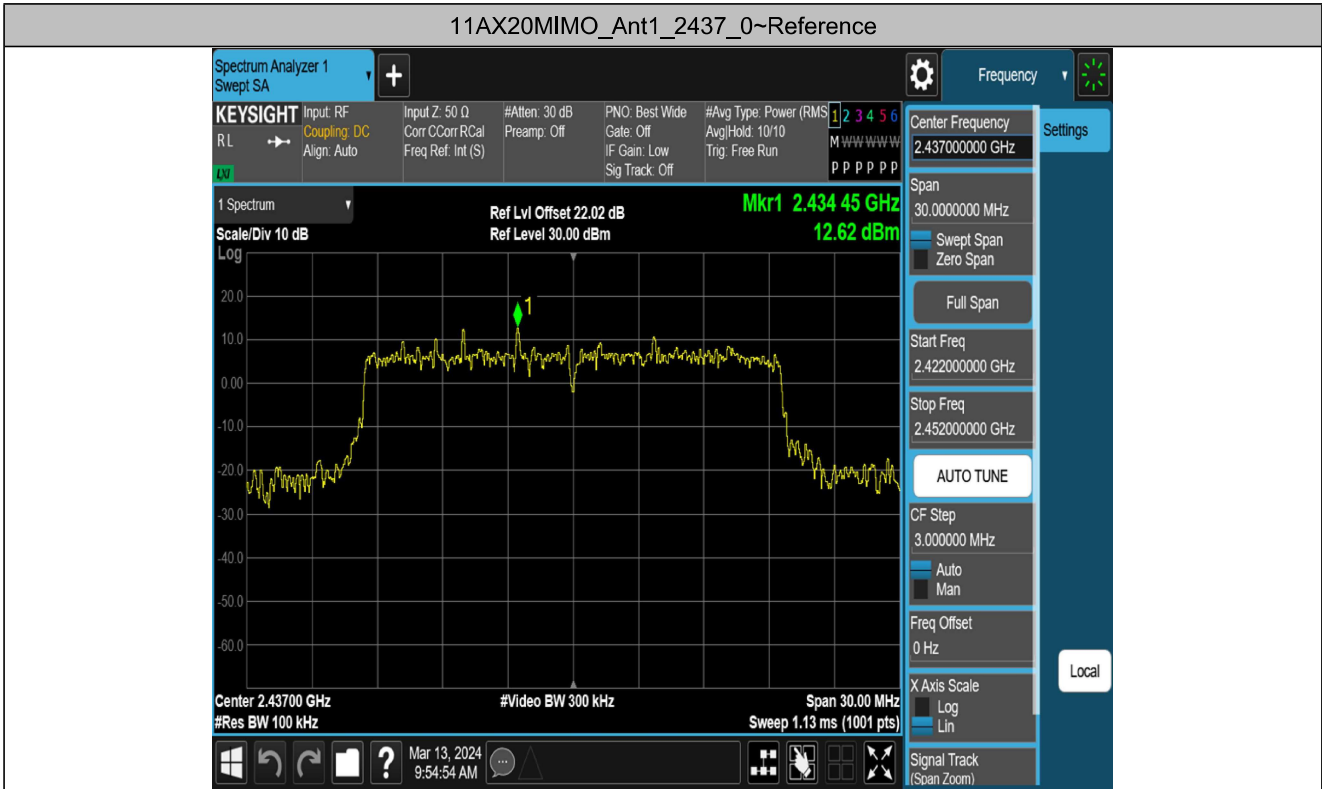 11AX20MIMO_Ant1_2437_0~Reference
Spectrum Analyzer 1
Swept SA
+
Frequency
KEYSIGHT
RL
LXI
Input: RF
Coupling: DC
Align: Auto
Input Z: 50 Ω
Corr CCorr RCal
Freq Ref: Int (S)
#Atten: 30 dB
Preamp: Off
PNO: Best Wide
Gate: Off
IF Gain: Low
Sig Track: Off
#Avg Type: Power (RMS
Avg|Hold: 10/10
Trig: Free Run
1 2 3 4 5 6
M W W W W W
P P P P P P
Center Frequency
2.437000000 GHz
Settings
1 Spectrum
Scale/Div 10 dB
Log
Ref Lvl Offset 22.02 dB
Ref Level 30.00 dBm
Mkr1 2.434 45 GHz
12.62 dBm
Span
30.0000000 MHz
Swept Span
Zero Span
Full Span
Start Freq
2.422000000 GHz
Stop Freq
2.452000000 GHz
AUTO TUNE
CF Step
3.000000 MHz
Auto
Man
Freq Offset
0 Hz
X Axis Scale
Log
Lin
Signal Track
(Span Zoom)
Local
1
20.0
10.0
0.00
-10.0
-20.0
-30.0
-40.0
-50.0
-60.0
Center 2.43700 GHz
#Res BW 100 kHz
#Video BW 300 kHz
Span 30.00 MHz
Sweep 1.13 ms (1001 pts)
?
Mar 13, 2024
9:54:54 AM